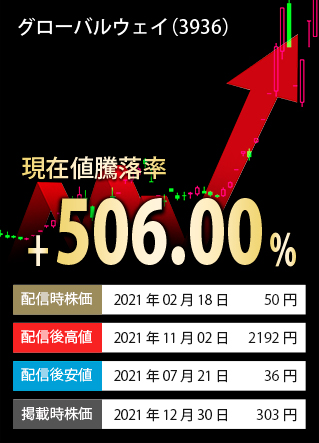 グローバルウェイ（3936）
現在値騰落率
+506.00%
配信時株価 2021年02月18日 50円
配信後高値 2021年11月02日 2192円
配信後安値 2021年07月21日 36円
掲載時株価 2021年12月30日 303円